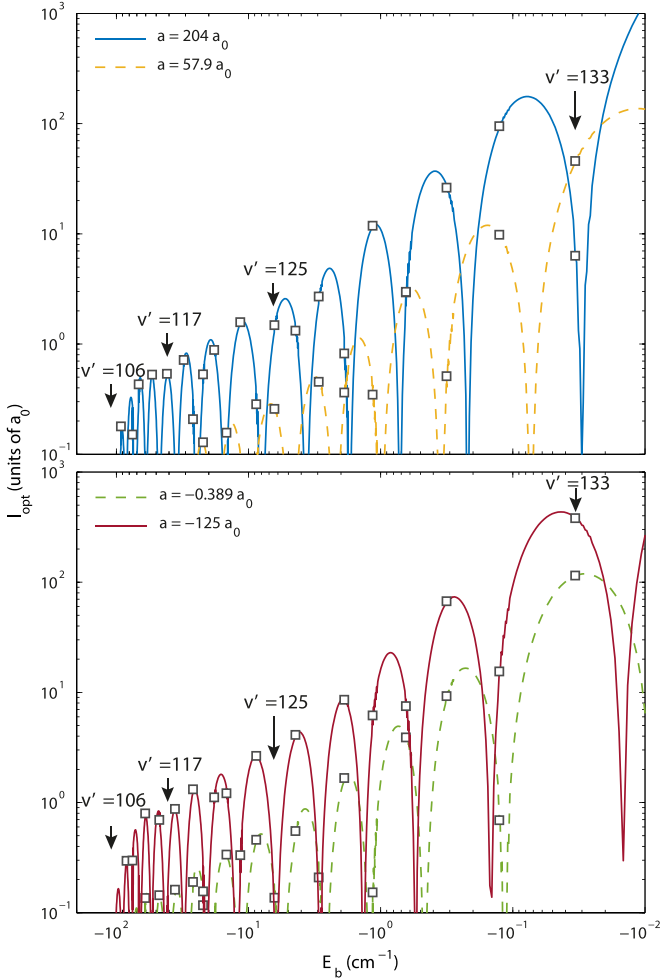 10³
a = 204 a₀
a = 57.9 a₀
v' =133
10²
10¹
v' =125
v' =117
10⁰
v' =106
10⁻¹
l_opt (units of a₀)
10³
a = −0.389 a₀
a = −125 a₀
v' =133
10²
10¹
v' =125
v' =117
v' =106
10⁰
10⁻¹
−10² −10¹ −10⁰ −10⁻¹ −10⁻²
E_b (cm⁻¹)